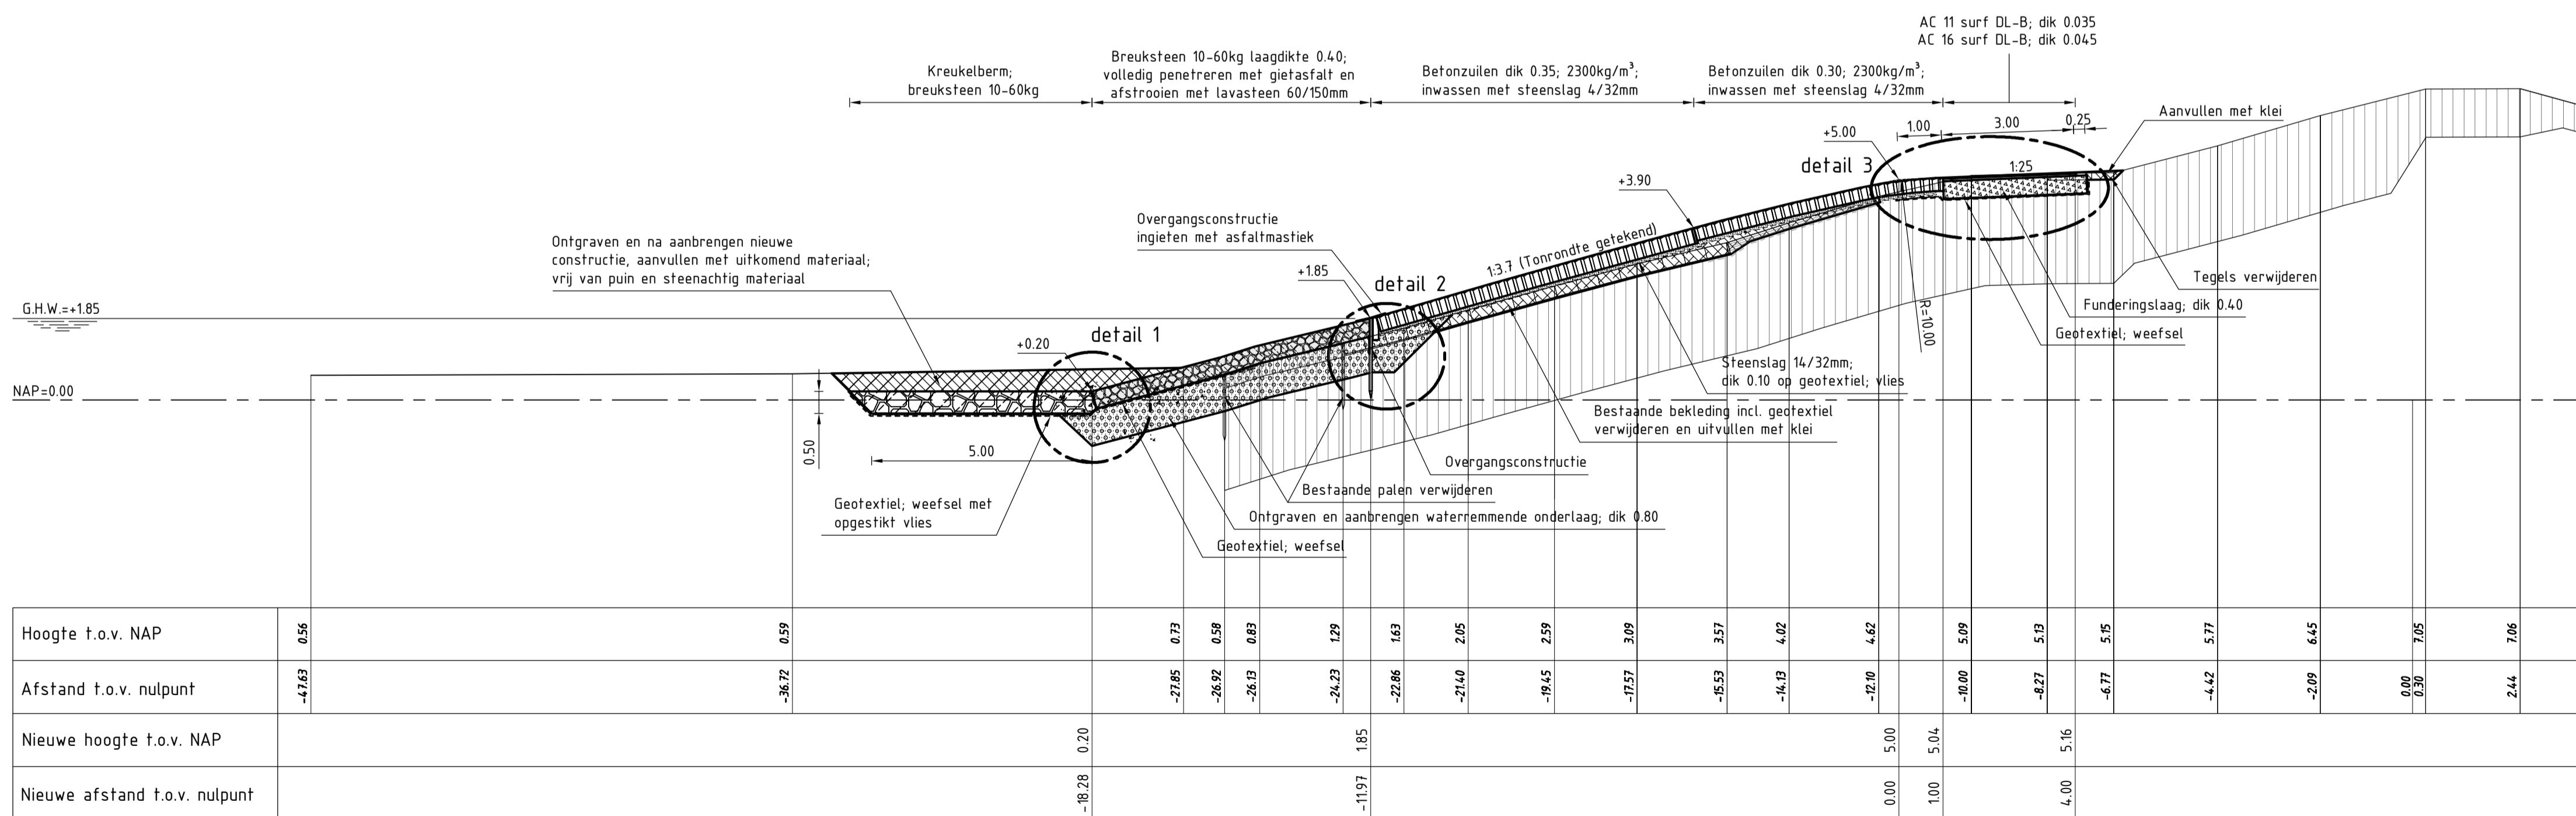 AC 11 surf DL-B; dik 0.035
AC 16 surf DL-B; dik 0.045
Kreukelberm;
breuksteen 10-60kg
Breuksteen 10-60kg laagdikte 0.40;
volledig penetreren met gietasfalt en
afstrooien met lavasteen 60/150mm
Betonzuilen dik 0.35; 2300kg/m³;
inwassen met steenslag 4/32mm
Betonzuilen dik 0.30; 2300kg/m³;
inwassen met steenslag 4/32mm
Aanvullen met klei
+5.00
1.00
3.00
0,25
detail 3
1:25
+3.90
Overgangsconstructie
ingieten met asfaltmastiek
1:3.7 (Tonrondte getekend)
Ontgraven en na aanbrengen nieuwe
constructie, aanvullen met uitkomend materiaal;
vrij van puin en steenachtig materiaal
+1.85
detail 2
Tegels verwijderen
Funderingslaag; dik 0.40
Geotextiel; weefsel
R=10.00
G.H.W.=+1.85
detail 1
+0.20
Steenslag 14/32mm;
dik 0.10 op geotextiel; vlies
NAP=0.00
Bestaande bekleding incl. geotextiel
verwijderen en uitvullen met klei
0.50
5.00
Overgangsconstructie
Bestaande palen verwijderen
Geotextiel; weefsel met
opgestikt vlies
Ontgraven en aanbrengen waterremmende onderlaag; dik 0.80
Geotextiel; weefsel
Hoogte t.o.v. NAP 0.56 0.59 0.73 0.58 0.83 1.29 1.63 2.05 2.59 3.09 3.57 4.02 4.62 5.09 5.13 5.15 5.77 6.45 7.05 7.06
Afstand t.o.v. nulpunt -47.63 -36.72 -27.85 -26.92 -26.13 -24.23 -22.86 -21.40 -19.45 -17.57 -15.53 -14.13 -12.10 -10.00 -8.27 -6.77 -4.42 -2.09 0.00 0.30 2.44
Nieuwe hoogte t.o.v. NAP 0.20 1.85 5.00 5.04 5.16
Nieuwe afstand t.o.v. nulpunt -18.28 -11.97 0.00 1.00 4.00